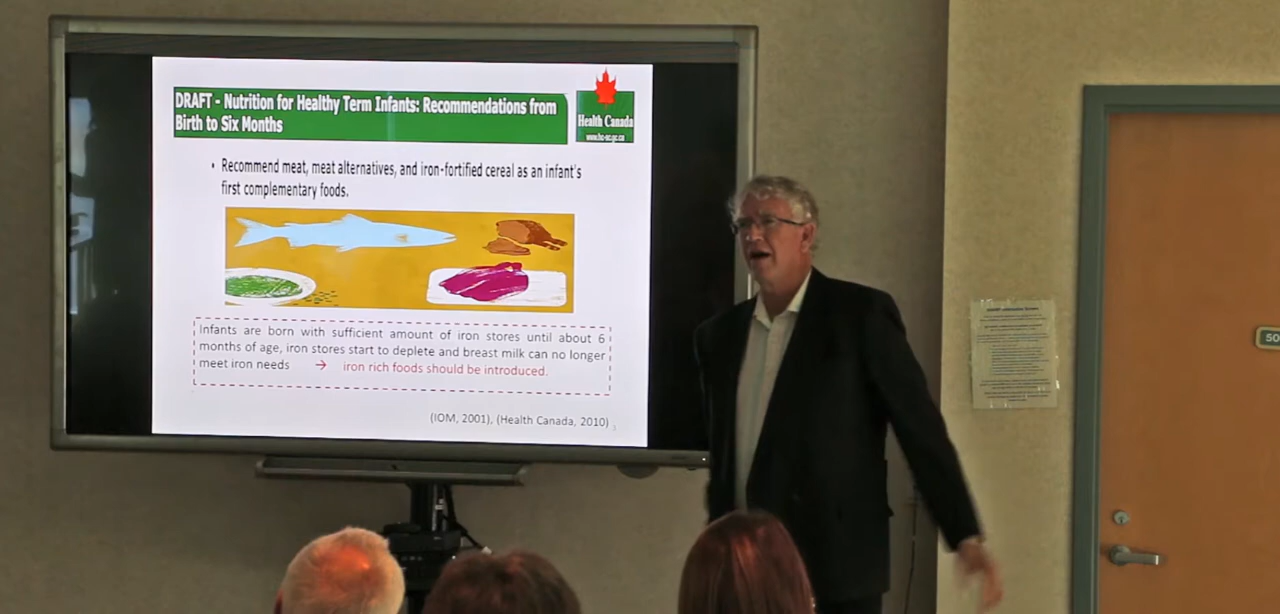 DRAFT - Nutrition for Healthy Term Infants: Recommendations from
Birth to Six Months
Health Canada
www.hc-sc.gc.ca
• Recommend meat, meat alternatives, and iron-fortified cereal as an infant's
first complementary foods.
Infants are born with sufficient amount of iron stores until about 6
months of age, iron stores start to deplete and breast milk can no longer
meet iron needs → iron rich foods should be introduced.
(IOM, 2001), (Health Canada, 2010)
50